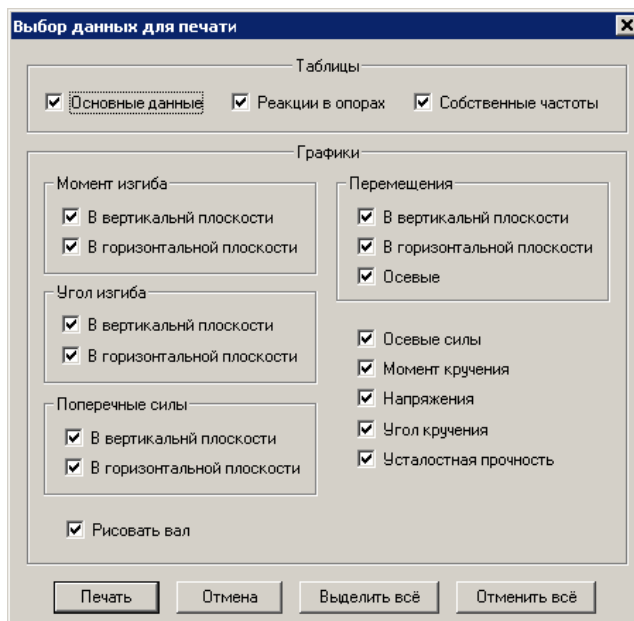 Выбор данных для печати
Таблицы
Основные данные Реакции в опорах Собственные частоты
Графики
Момент изгиба
В вертикальнй плоскости
В горизонтальной плоскости
Угол изгиба
В вертикальнй плоскости
В горизонтальной плоскости
Поперечные силы
В вертикальнй плоскости
В горизонтальной плоскости
Рисовать вал
Перемещения
В вертикальнй плоскости
В горизонтальной плоскости
Осевые
Осевые силы
Момент кручения
Напряжения
Угол кручения
Усталостная прочность
Печать Отмена Выделить всё Отменить всё